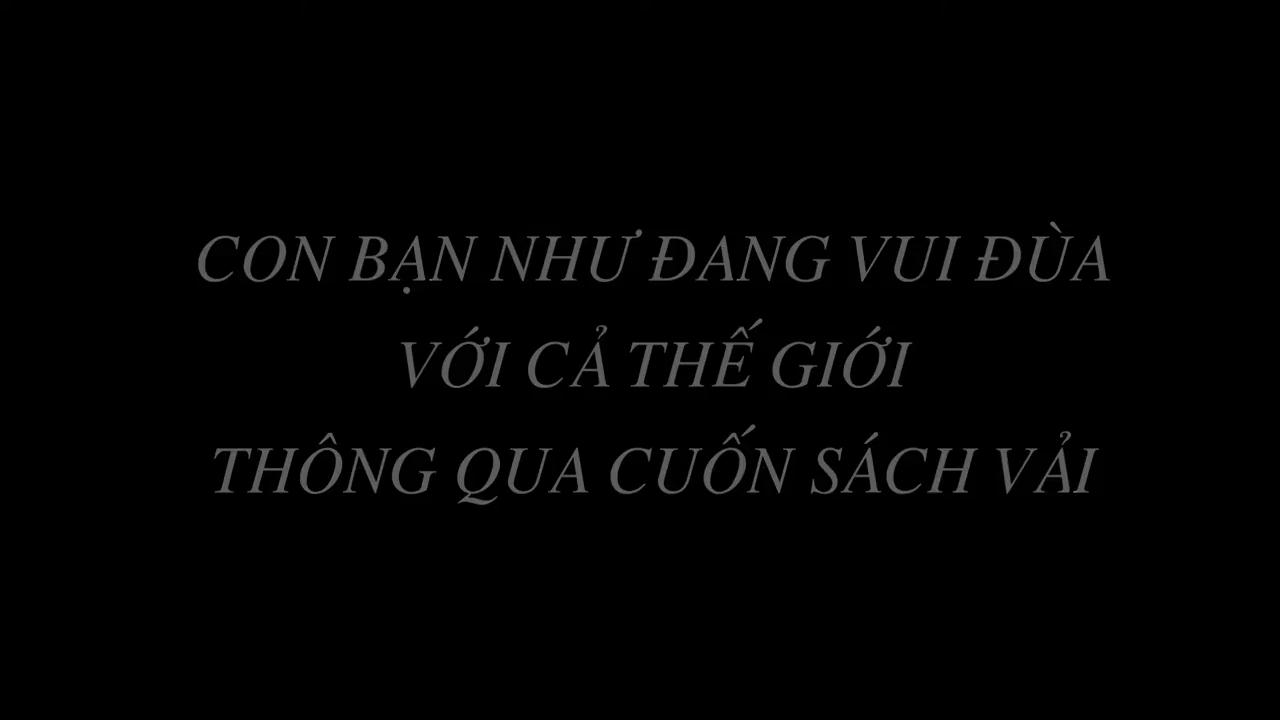 CON BẠN NHƯ ĐANG VUI ĐÙA
VỚI CẢ THẾ GIỚI
THÔNG QUA CUỐN SÁCH VẢI